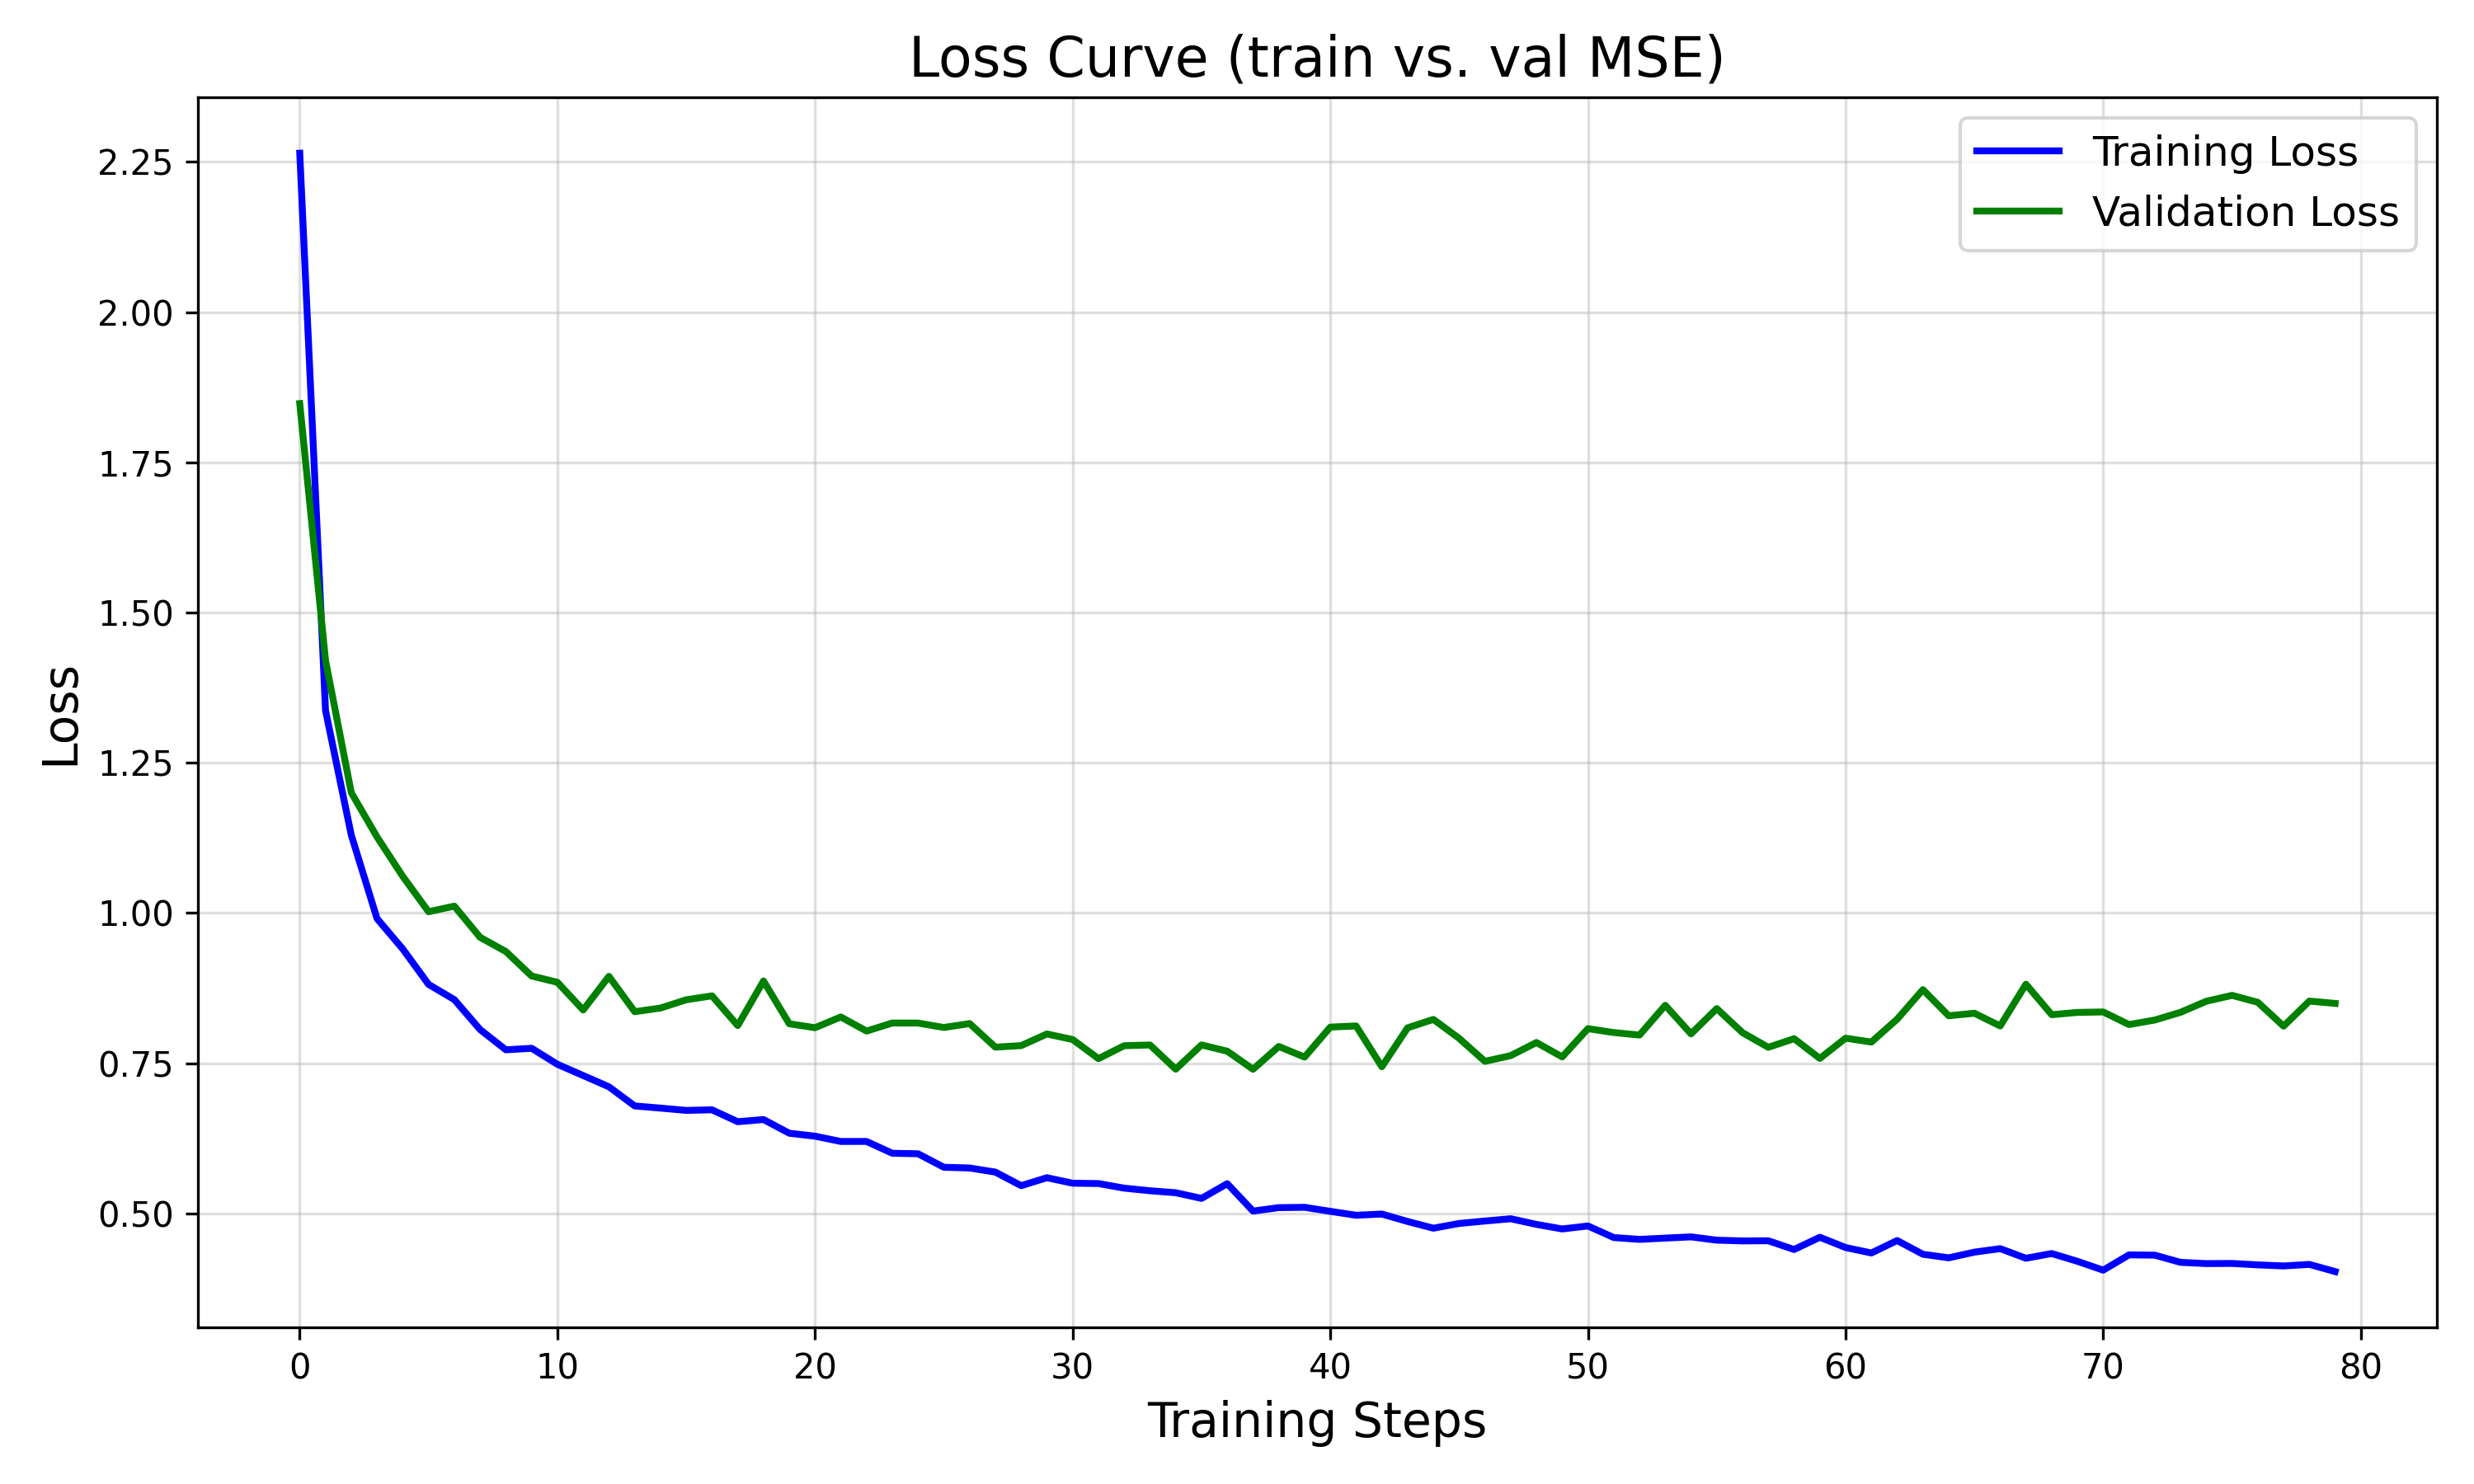 Loss Curve (train vs. val MSE)
Training Loss
Validation Loss
2.25
2.00
1.75
1.50
1.25
1.00
0.75
0.50
Loss
0 10 20 30 40 50 60 70 80
Training Steps